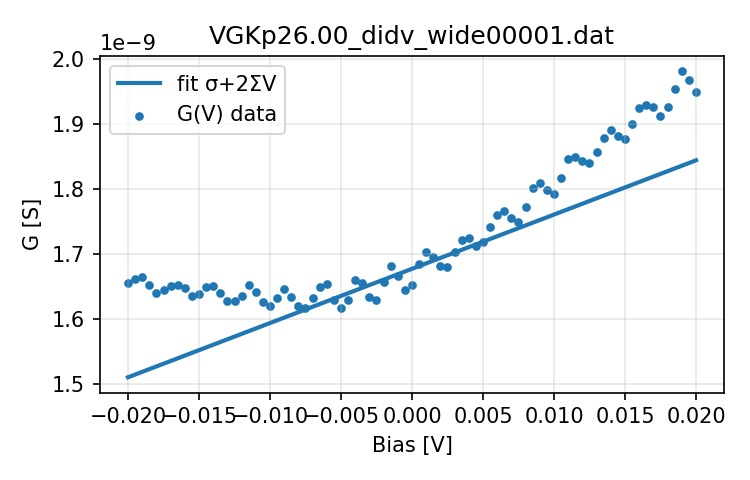 VGKp26.00_didv_wide00001.dat
1e−9
fit σ+2ΣV
G(V) data
2.0
1.9
1.8
1.7
1.6
1.5
G [S]
−0.020−0.015−0.010−0.005 0.000 0.005 0.010 0.015 0.020
Bias [V]